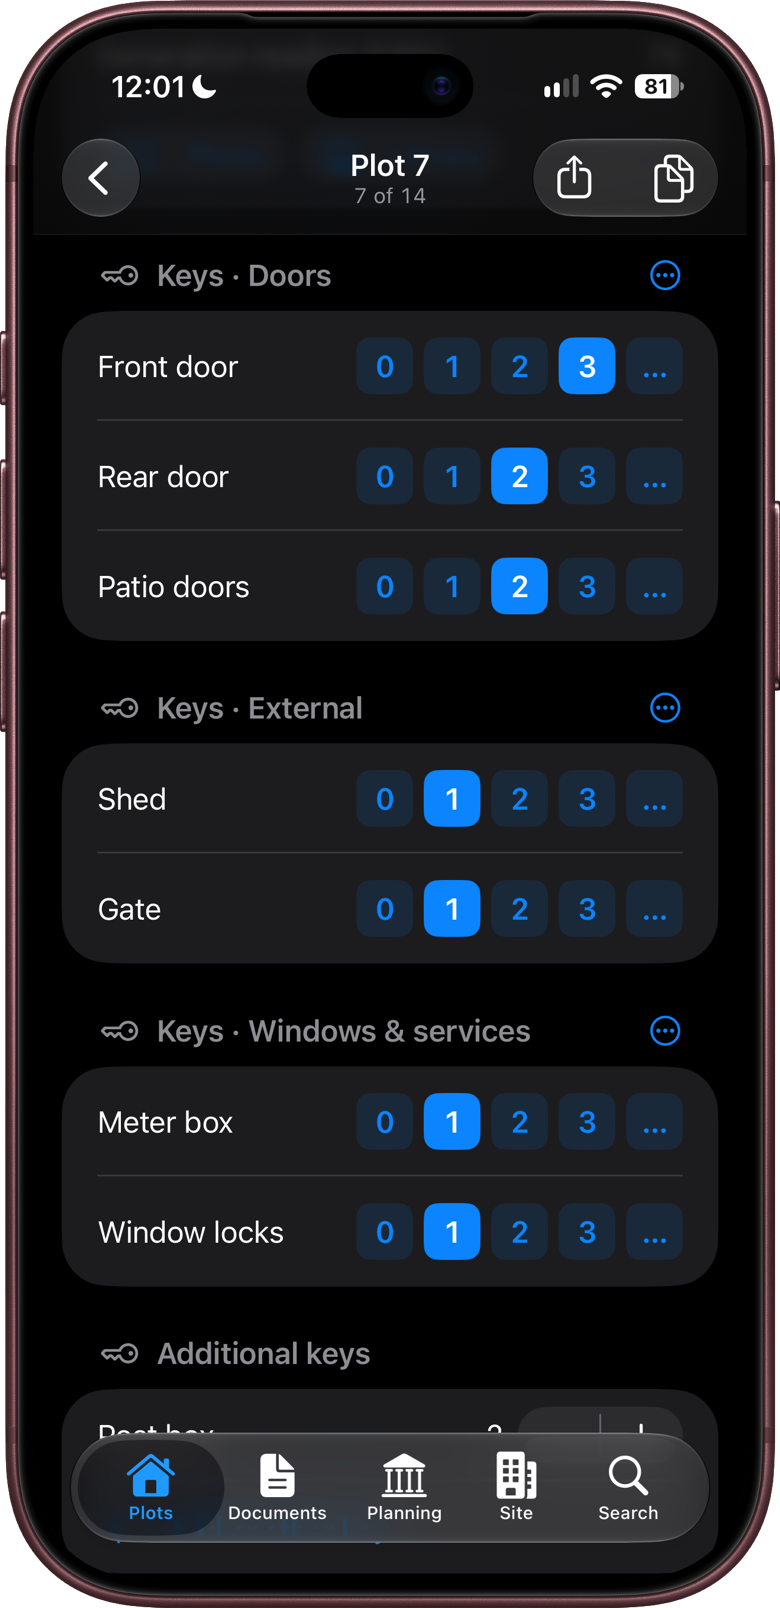 12:01
81
Plot 7
7 of 14
Keys · Doors
Front door 0 1 2 3 ...
Rear door 0 1 2 3 ...
Patio doors 0 1 2 3 ...
Keys · External
Shed 0 1 2 3 ...
Gate 0 1 2 3 ...
Keys · Windows & services
Meter box 0 1 2 3 ...
Window locks 0 1 2 3 ...
Additional keys
Plots Documents Planning Site Search